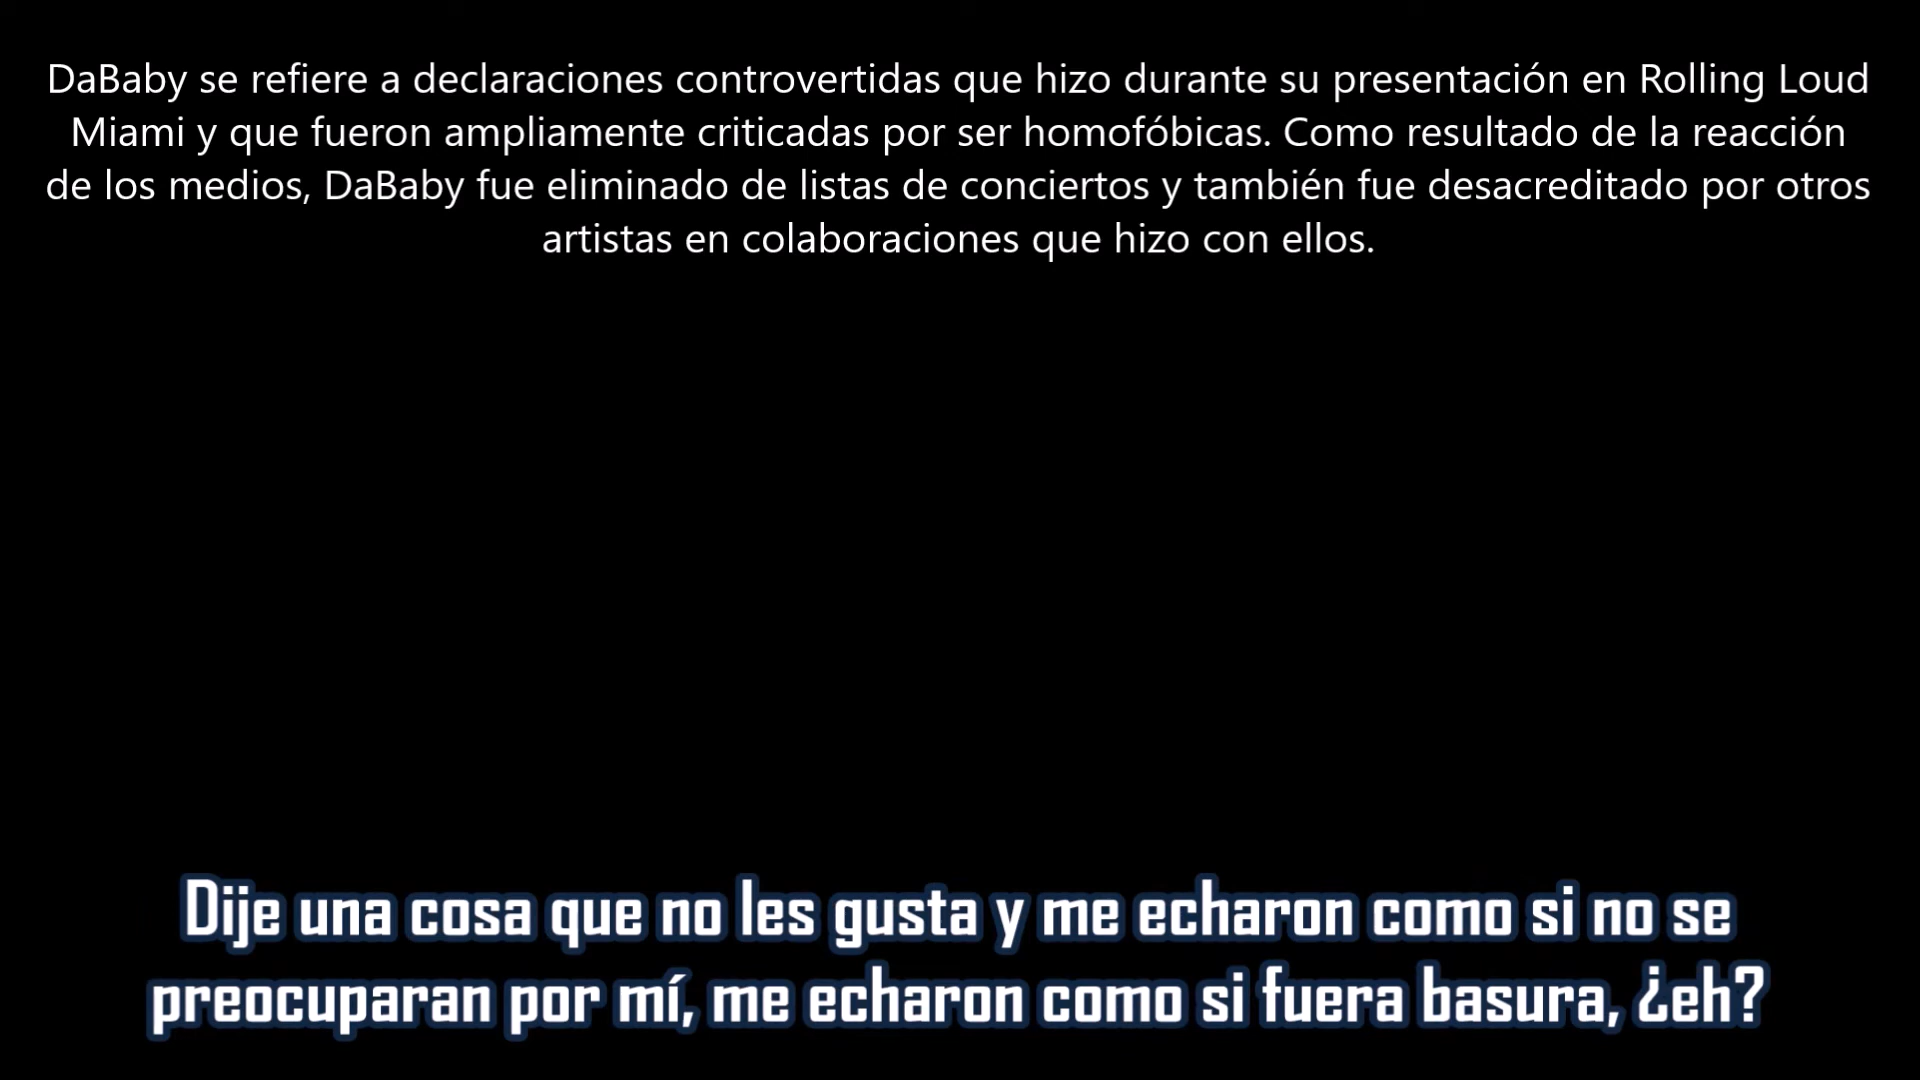 DaBaby se refiere a declaraciones controvertidas que hizo durante su presentación en Rolling Loud
Miami y que fueron ampliamente criticadas por ser homofóbicas. Como resultado de la reacción
de los medios, DaBaby fue eliminado de listas de conciertos y también fue desacreditado por otros
artistas en colaboraciones que hizo con ellos.
Dije una cosa que no les gusta y me echaron como si no se
preocuparan por mí, me echaron como si fuera basura, ¿eh?